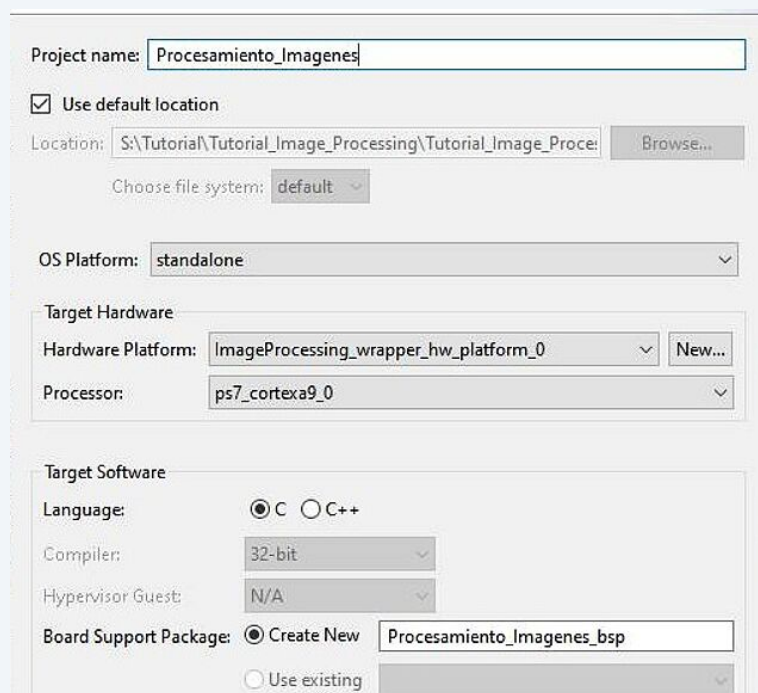 Project name: Procesamiento_Imagenes
Use default location
Location: S:\Tutorial\Tutorial_Image_Processing\Tutorial_Image_Proce: Browse...
Choose file system: default
OS Platform: standalone
Target Hardware
Hardware Platform: ImageProcessing_wrapper_hw_platform_0 New...
Processor: ps7_cortexa9_0
Target Software
Language: C C++
Compiler: 32-bit
Hypervisor Guest: N/A
Board Support Package: Create New Procesamiento_Imagenes_bsp
Use existing